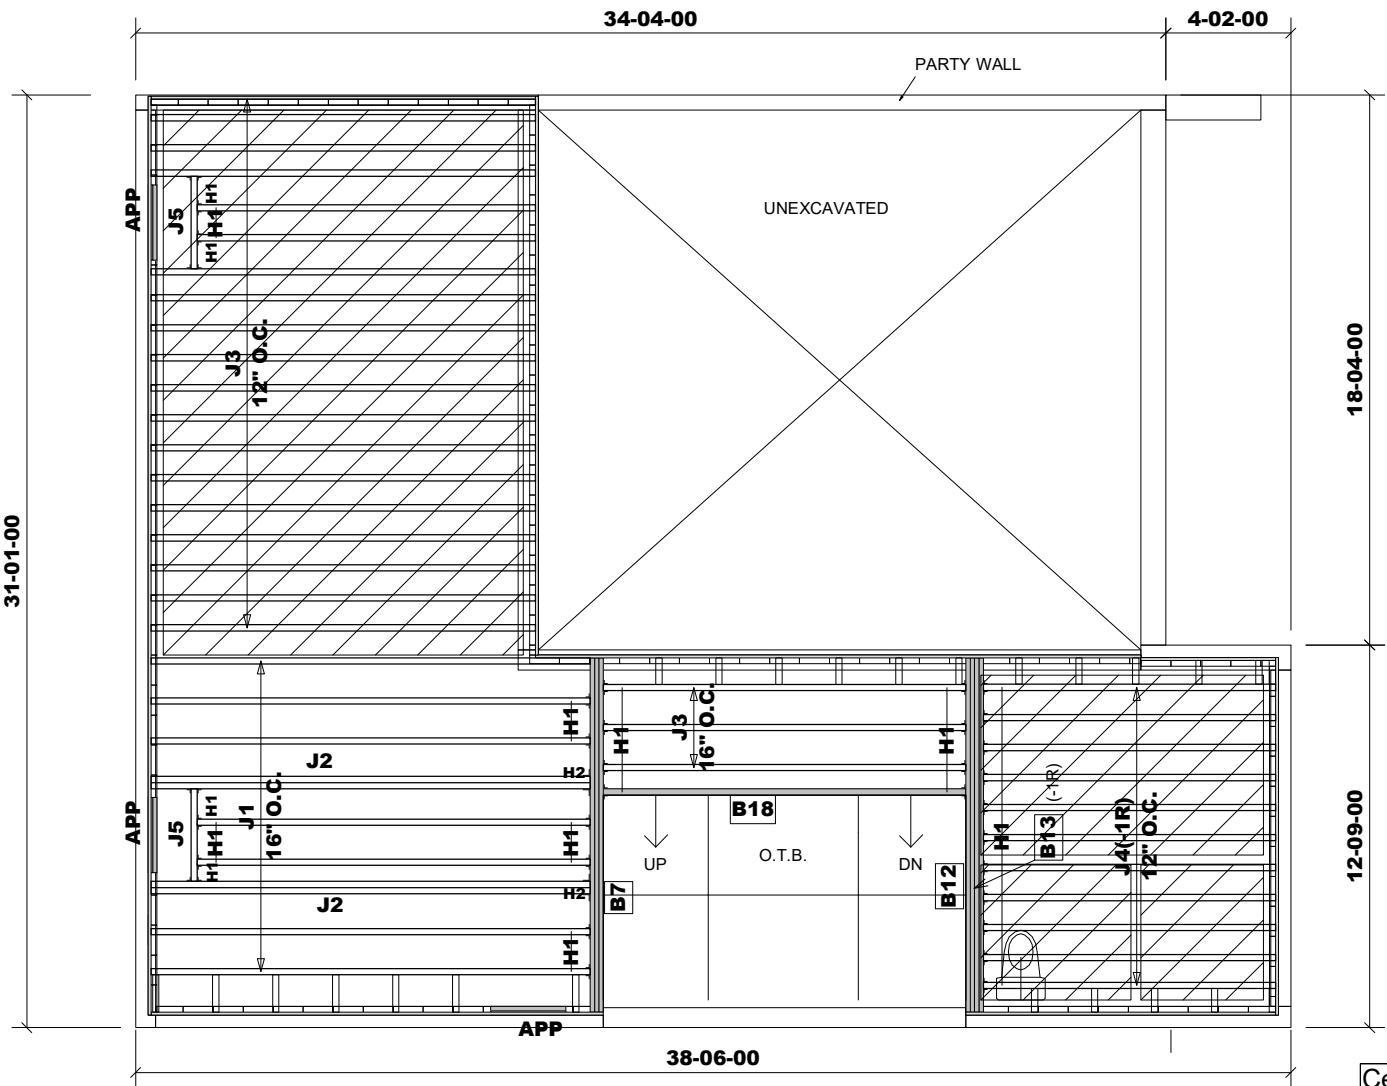 34-04-00
4-02-00
PARTY WALL
31-01-00
18-04-00
12-09-00
APP
J5
H1
H1
H1
UNEXCAVATED
J3
12" O.C.
J1
16" O.C.
J2
J2
H1
H2
H1
H2
H1
APP
J5
H1
H1
H1
APP
H1
J3
16" O.C.
H1
B18
UP
O.T.B.
DN
B7
B12
H1
B13
(-1R)
J4(-1R)
12" O.C.
38-06-00